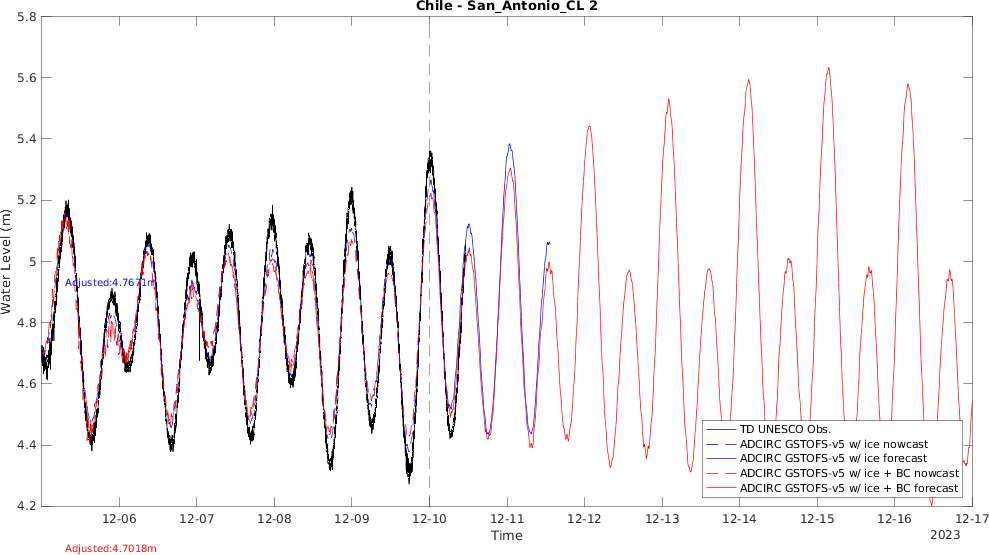 Chile - San_Antonio_CL 2
5.8
5.6
5.4
5.2
5
4.8
4.6
4.4
4.2
Water Level (m)
Adjusted:4.7671m
TD UNESCO Obs.
ADCIRC GSTOFS-v5 w/ ice nowcast
ADCIRC GSTOFS-v5 w/ ice forecast
ADCIRC GSTOFS-v5 w/ ice + BC nowcast
ADCIRC GSTOFS-v5 w/ ice + BC forecast
12-06 12-07 12-08 12-09 12-10 12-11 12-12 12-13 12-14 12-15 12-16 12-17
Time
2023
Adjusted:4.7018m